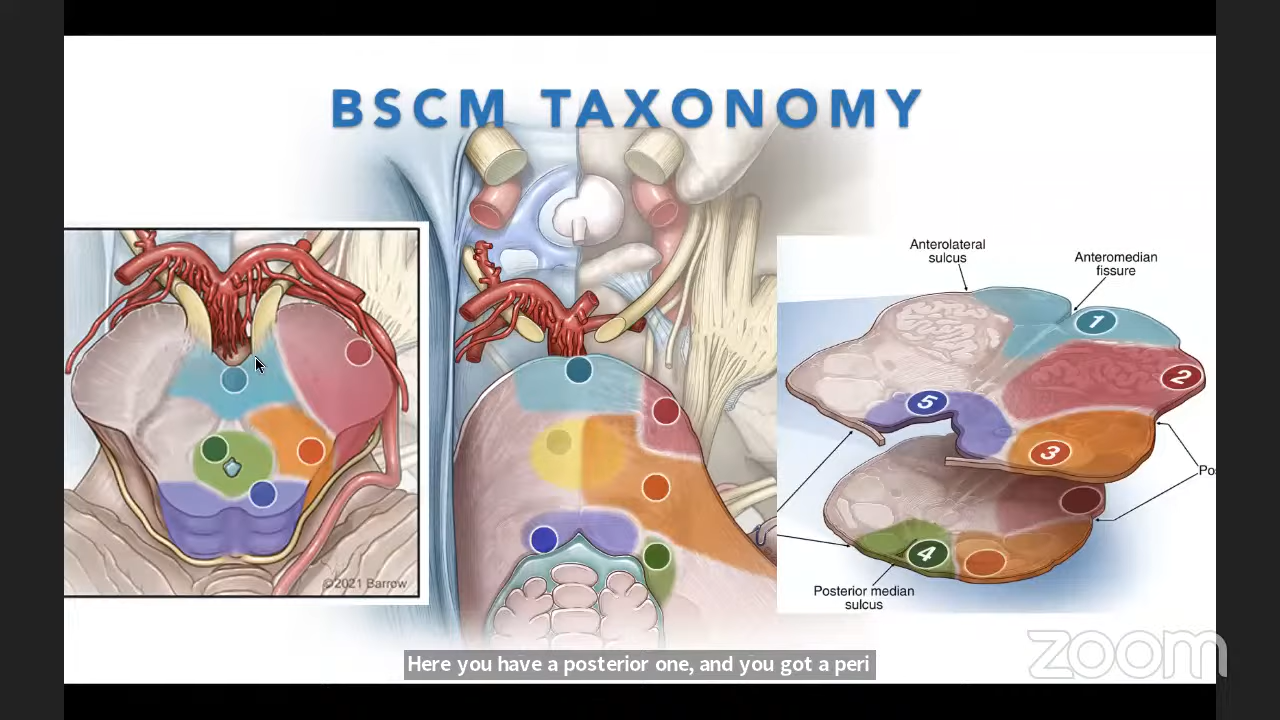 BSCM TAXONOMY
©2021 Barrow
Anterolateral
sulcus
Anteromedian
fissure
1
2
5
3
4
Po
Posterior median
sulcus
Here you have a posterior one, and you got a peri
zoom